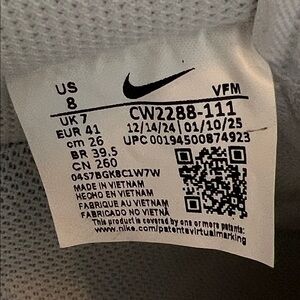 US
8
VFM
UK 7
CW2288-111
EUR 41
12/14/24 01/10/25
cm 26
UPC 00194500874923
BR 39.5
CN 260
04S7BGK8C1W7W
MADE IN VIETNAM
HECHO EN VIETNAM
FABRIQUE AU VIETNAM
FABRICADO NO VIETNÃ
This product is covered by one or more patents:
www.nike.com/patentsvirtualmarking